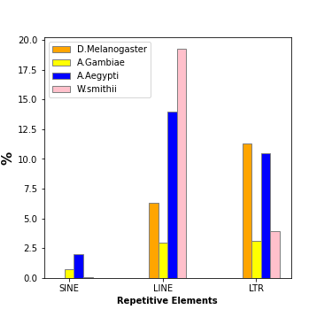 D.Melanogaster
A.Gambiae
A.Aegypti
W.smithii
20.0
17.5
15.0
12.5
10.0
7.5
5.0
2.5
0.0
%
SINE LINE LTR
Repetitive Elements